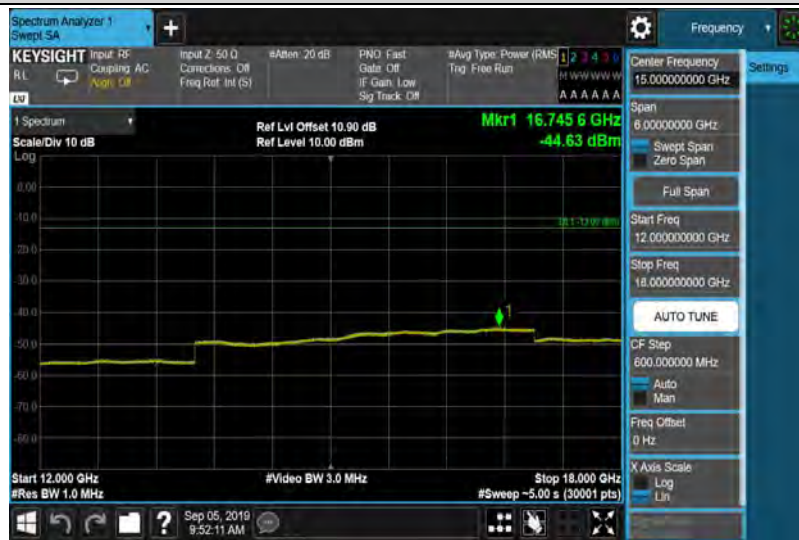 Spectrum Analyzer 1
Swept SA
+
Frequency
KEYSIGHT
RL
LXI
Input: RF
Coupling: AC
Align: Off
Input Z: 50 Ω
Corrections: Off
Freq Ref: Int (S)
#Atten: 20 dB
PNO: Fast
Gate: Off
IF Gain: Low
Sig Track: Off
#Avg Type: Power (RMS
Trig: Free Run
1 2 3 4 5 6
M W W W W W
A A A A A A
1 Spectrum
Scale/Div 10 dB
Log
Ref Lvl Offset 10.90 dB
Ref Level 10.00 dBm
Mkr1 16.745 6 GHz
-44.63 dBm
0.00
-10.0
DL1 -13.00 dBm
-20.0
-30.0
-40.0
1
-50.0
-60.0
-70.0
-80.0
Start 12.000 GHz
#Res BW 1.0 MHz
#Video BW 3.0 MHz
Stop 18.000 GHz
#Sweep ~5.00 s (30001 pts)
Sep 05, 2019
9:52:11 AM
?
Center Frequency
15.000000000 GHz
Settings
Span
6.00000000 GHz
Swept Span
Zero Span
Full Span
Start Freq
12.000000000 GHz
Stop Freq
18.000000000 GHz
AUTO TUNE
CF Step
600.000000 MHz
Auto
Man
Freq Offset
0 Hz
X Axis Scale
Log
Lin